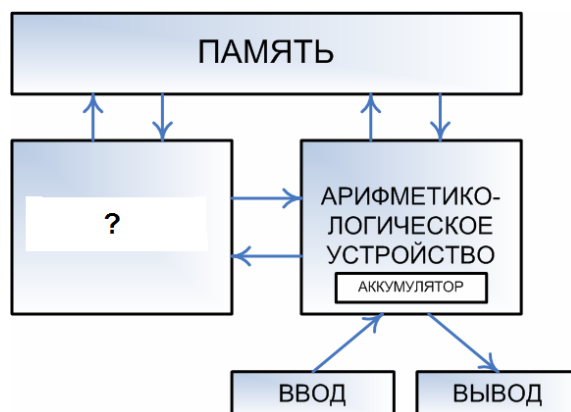 ПАМЯТЬ
?
АРИФМЕТИКО-
ЛОГИЧЕСКОЕ
УСТРОЙСТВО
АККУМУЛЯТОР
ВВОД
ВЫВОД